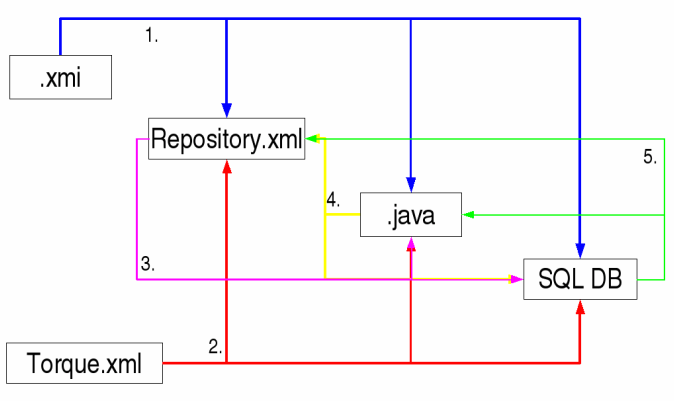 1.
.xmi
Repository.xml
5.
4.
.java
3.
SQL DB
2.
Torque.xml